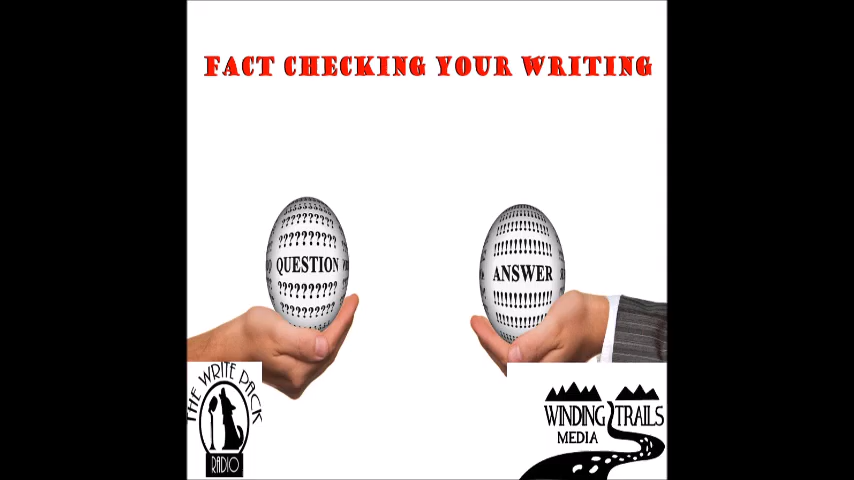 FACT CHECKING YOUR WRITING
?????????
?????????
??????????
QUESTION
??????????
??????????
!!!!!!!!!!!
ANSWER
!!!!!!!!!!!
THE WRITE PACK
RADIO
WINDING TRAILS
MEDIA